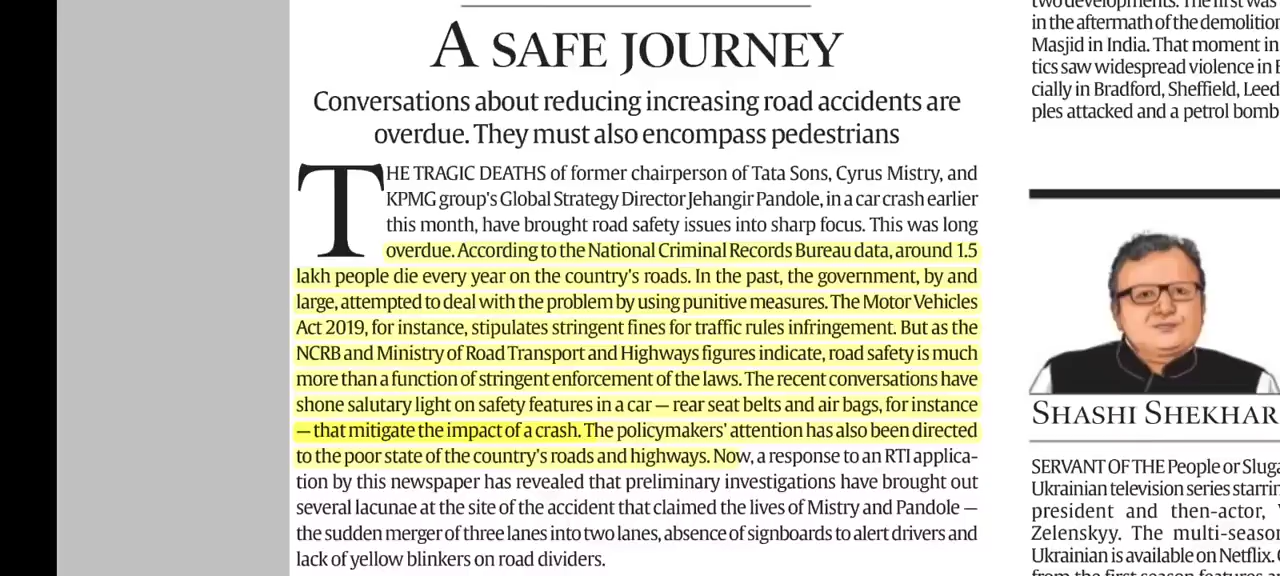 A SAFE JOURNEY
Conversations about reducing increasing road accidents are
overdue. They must also encompass pedestrians
THE TRAGIC DEATHS of former chairperson of Tata Sons, Cyrus Mistry, and
KPMG group's Global Strategy Director Jehangir Pandole, in a car crash earlier
this month, have brought road safety issues into sharp focus. This was long
overdue. According to the National Criminal Records Bureau data, around 1.5
lakh people die every year on the country's roads. In the past, the government, by and
large, attempted to deal with the problem by using punitive measures. The Motor Vehicles
Act 2019, for instance, stipulates stringent fines for traffic rules infringement. But as the
NCRB and Ministry of Road Transport and Highways figures indicate, road safety is much
more than a function of stringent enforcement of the laws. The recent conversations have
shone salutary light on safety features in a car — rear seat belts and air bags, for instance
— that mitigate the impact of a crash. The policymakers' attention has also been directed
to the poor state of the country's roads and highways. Now, a response to an RTI applica-
tion by this newspaper has revealed that preliminary investigations have brought out
several lacunae at the site of the accident that claimed the lives of Mistry and Pandole —
the sudden merger of three lanes into two lanes, absence of signboards to alert drivers and
lack of yellow blinkers on road dividers.
two developments. The first was
in the aftermath of the demolition
Masjid in India. That moment in
tics saw widespread violence in
cially in Bradford, Sheffield, Leed
ples attacked and a petrol bomb
SHASHI SHEKHAR
SERVANT OF THE People or Sluga
Ukrainian television series starrin
president and then-actor,
Zelenskyy. The multi-seaso
Ukrainian is available on Netflix.
from the first season features a